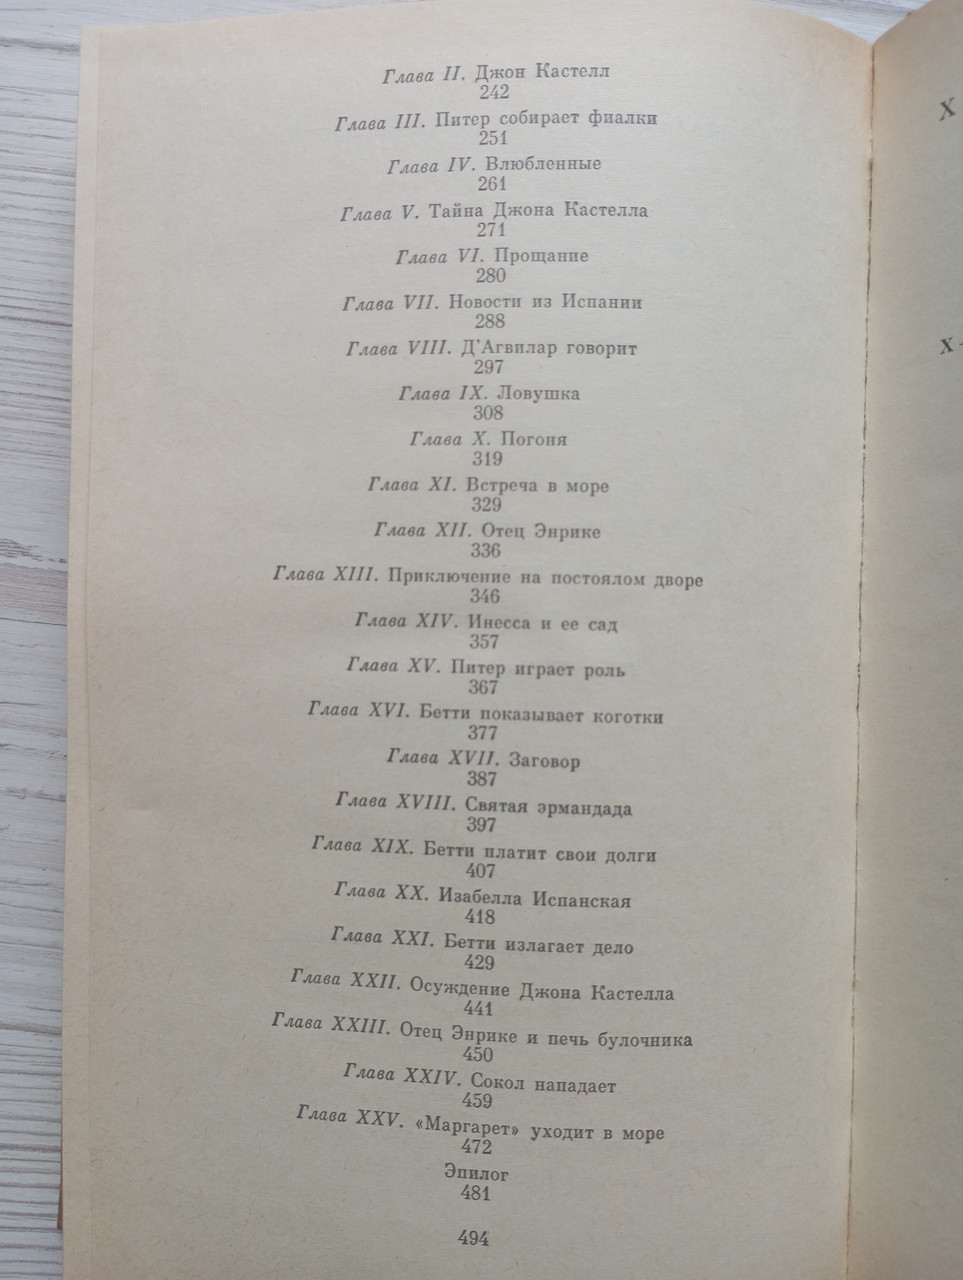 Глава II. Джон Кастелл
242
Глава III. Питер собирает фиалки
251
Глава IV. Влюбленные
261
Глава V. Тайна Джона Кастелла
271
Глава VI. Прощание
280
Глава VII. Новости из Испании
288
Глава VIII. Д'Агвилар говорит
297
Глава IX. Ловушка
308
Глава X. Погоня
319
Глава XI. Встреча в море
329
Глава XII. Отец Энрике
336
Глава XIII. Приключение на постоялом дворе
346
Глава XIV. Инесса и ее сад
357
Глава XV. Питер играет роль
367
Глава XVI. Бетти показывает коготки
377
Глава XVII. Заговор
387
Глава XVIII. Святая эрмандада
397
Глава XIX. Бетти платит свои долги
407
Глава XX. Изабелла Испанская
418
Глава XXI. Бетти излагает дело
429
Глава XXII. Осуждение Джона Кастелла
441
Глава XXIII. Отец Энрике и печь булочника
450
Глава XXIV. Сокол нападает
459
Глава XXV. «Маргарет» уходит в море
472
Эпилог
481
494
Х
Х-